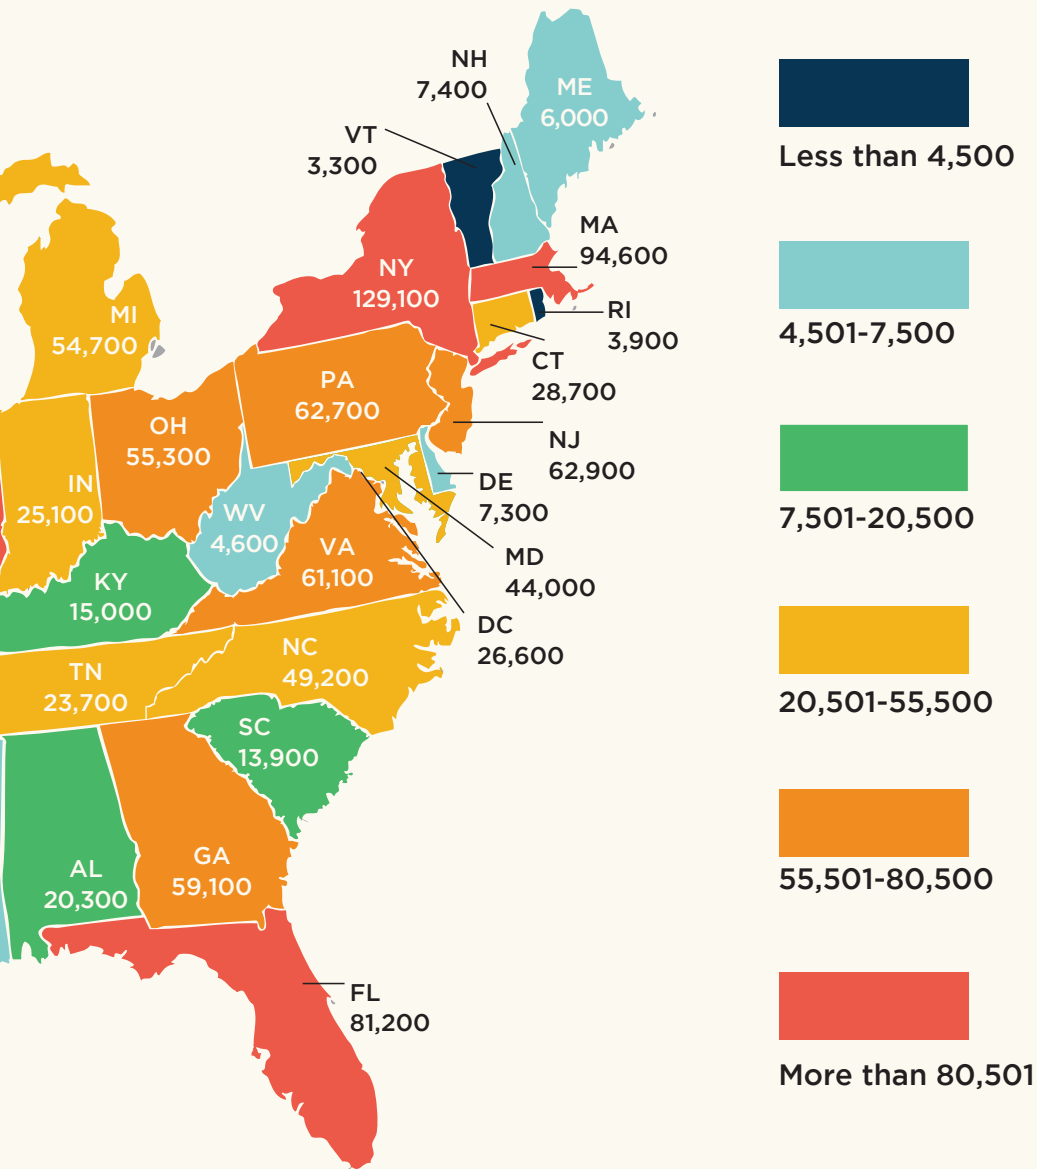 NH
7,400
ME
6,000
VT
3,300
MA
94,600
NY
129,100
RI
3,900
MI
54,700
CT
28,700
PA
62,700
OH
55,300
NJ
62,900
IN
25,100
DE
7,300
WV
4,600
VA
61,100
MD
44,000
KY
15,000
DC
26,600
NC
49,200
TN
23,700
SC
13,900
GA
59,100
AL
20,300
FL
81,200
Less than 4,500
4,501-7,500
7,501-20,500
20,501-55,500
55,501-80,500
More than 80,501